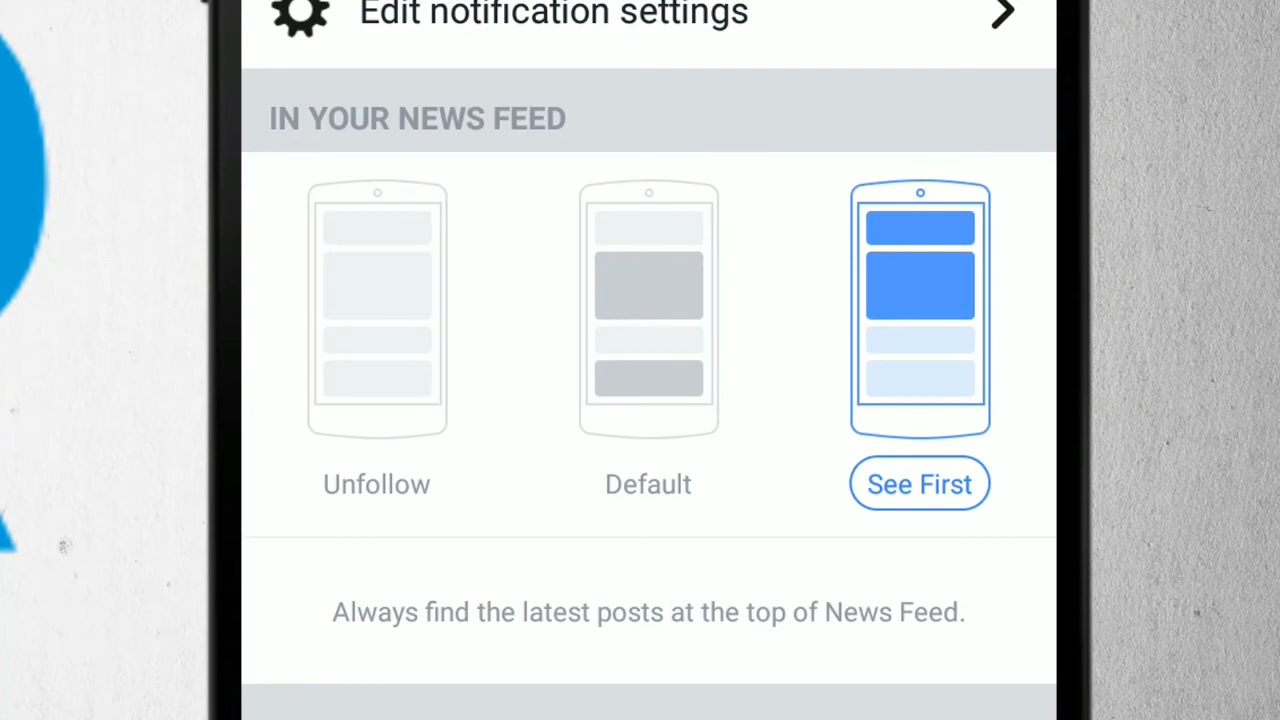 Edit notification settings
IN YOUR NEWS FEED
Unfollow Default See First
Always find the latest posts at the top of News Feed.